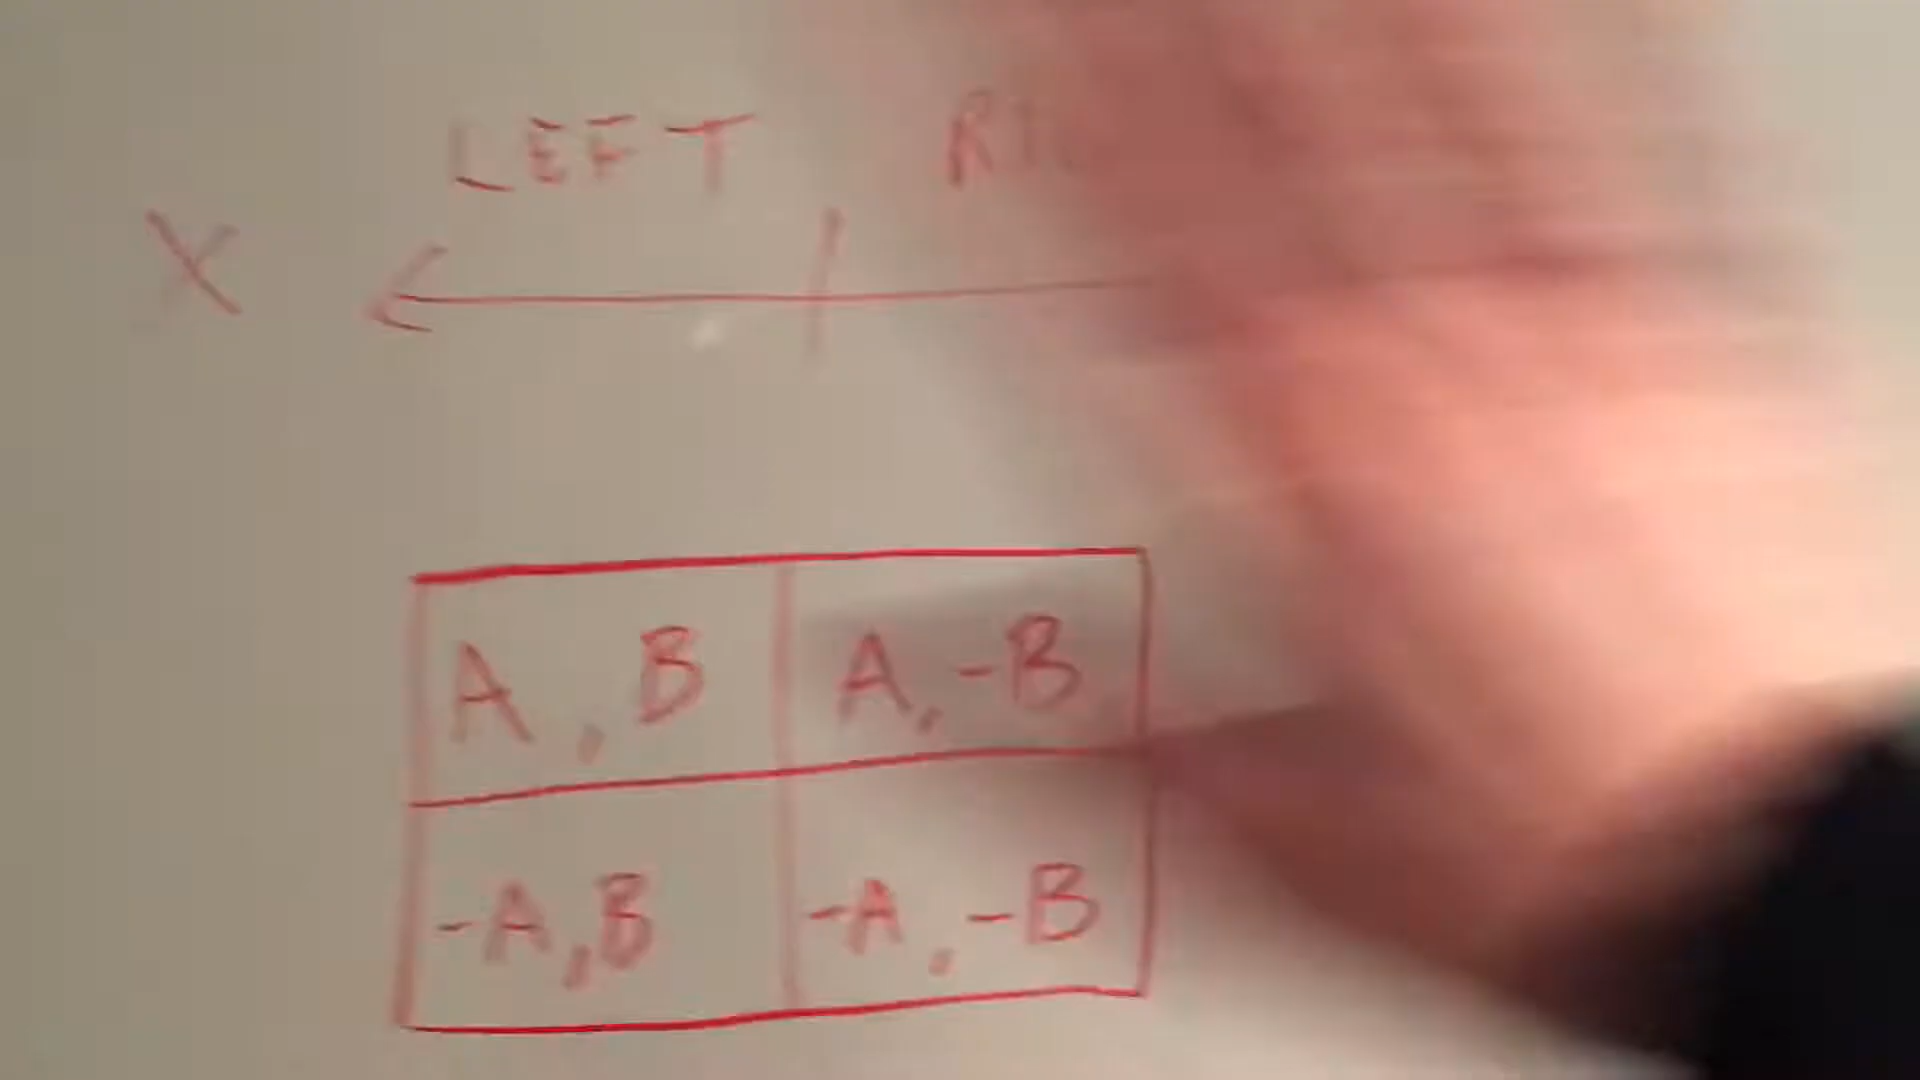 LEFT
X
A, B A, -B
-A, B -A, -B